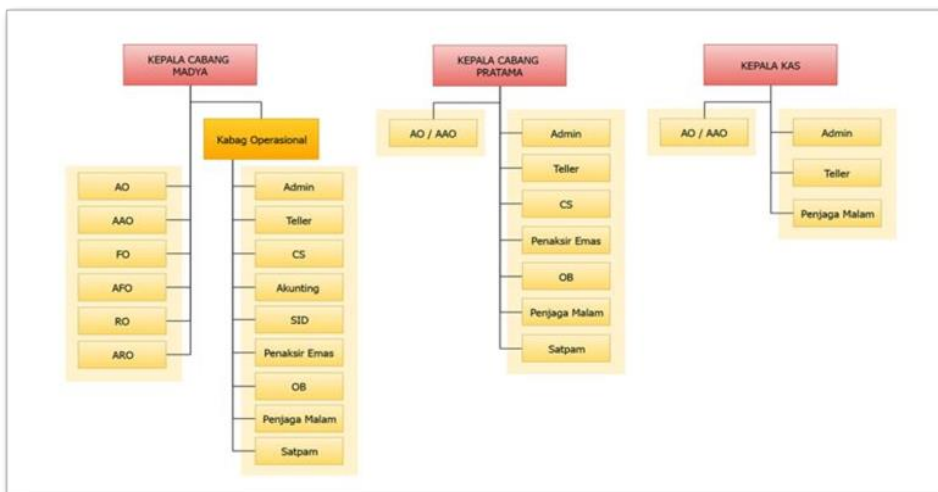 KEPALA CABANG
MADYA
Kabag Operasional
AO
AAO
FO
AFO
RO
ARO
Admin
Teller
CS
Akunting
SID
Penaksir Emas
OB
Penjaga Malam
Satpam
KEPALA CABANG
PRATAMA
AO / AAO
Admin
Teller
CS
Penaksir Emas
OB
Penjaga Malam
Satpam
KEPALA KAS
AO / AAO
Admin
Teller
Penjaga Malam